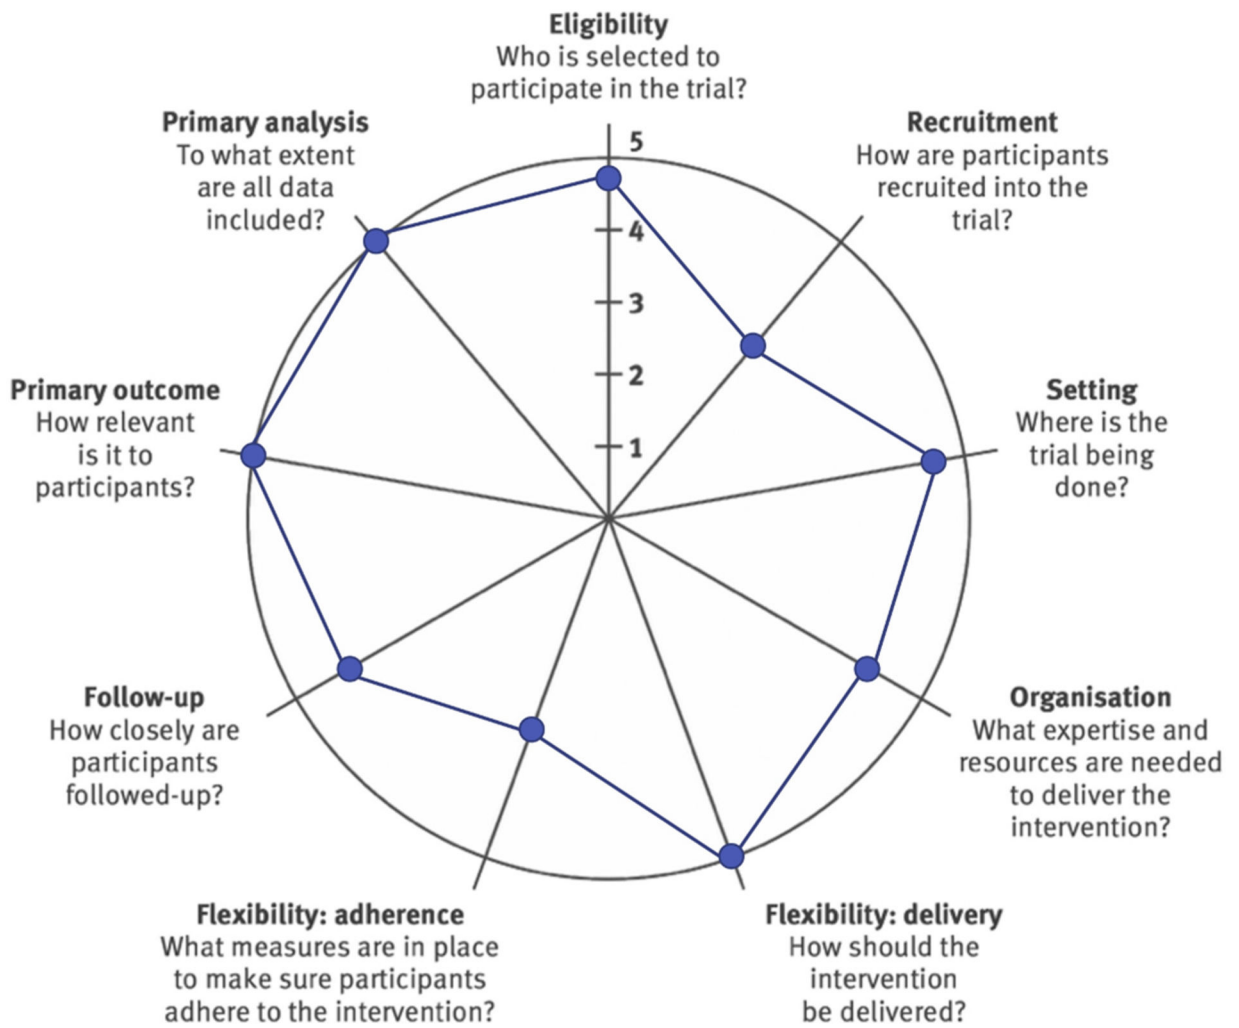 Eligibility
Who is selected to
participate in the trial?
Recruitment
How are participants
recruited into the
trial?
Setting
Where is the
trial being
done?
Organisation
What expertise and
resources are needed
to deliver the
intervention?
Flexibility: delivery
How should the
intervention
be delivered?
Flexibility: adherence
What measures are in place
to make sure participants
adhere to the intervention?
Follow-up
How closely are
participants
followed-up?
Primary outcome
How relevant
is it to
participants?
Primary analysis
To what extent
are all data
included?
5
4
3
2
1